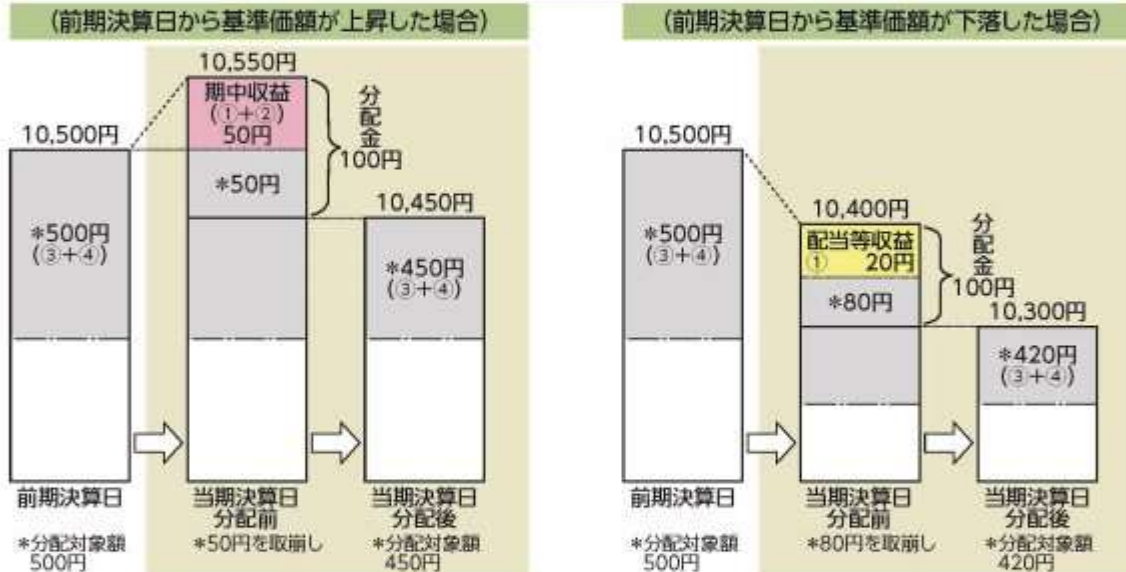 (前期決算日から基準価額が上昇した場合)
10,550円
期中収益
(①+②)
50円
分配金
100円
10,500円
*50円
10,450円
*500円
(③+④)
*450円
(③+④)
前期決算日
当期決算日
分配前
当期決算日
分配後
*分配対象額
500円
*50円を取崩し
*分配対象額
450円
(前期決算日から基準価額が下落した場合)
10,500円
10,400円
配当等収益
① 20円
分配金
100円
*500円
(③+④)
*80円
10,300円
*420円
(③+④)
前期決算日
当期決算日
分配前
当期決算日
分配後
*分配対象額
500円
*80円を取崩し
*分配対象額
420円